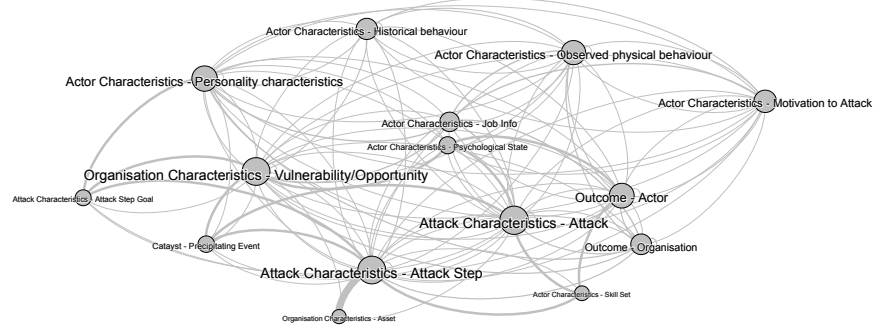 Actor Characteristics - Historical behaviour
Actor Characteristics - Observed physical behaviour
Actor Characteristics - Personality characteristics
Actor Characteristics - Motivation to Attack
Actor Characteristics - Job Info
Actor Characteristics - Psychological State
Organisation Characteristics - Vulnerability/Opportunity
Attack Characteristics - Attack Step Goal
Outcome - Actor
Attack Characteristics - Attack
Catayst - Precipitating Event
Outcome - Organisation
Attack Characteristics - Attack Step
Actor Characteristics - Skill Set
Organisation Characteristics - Asset